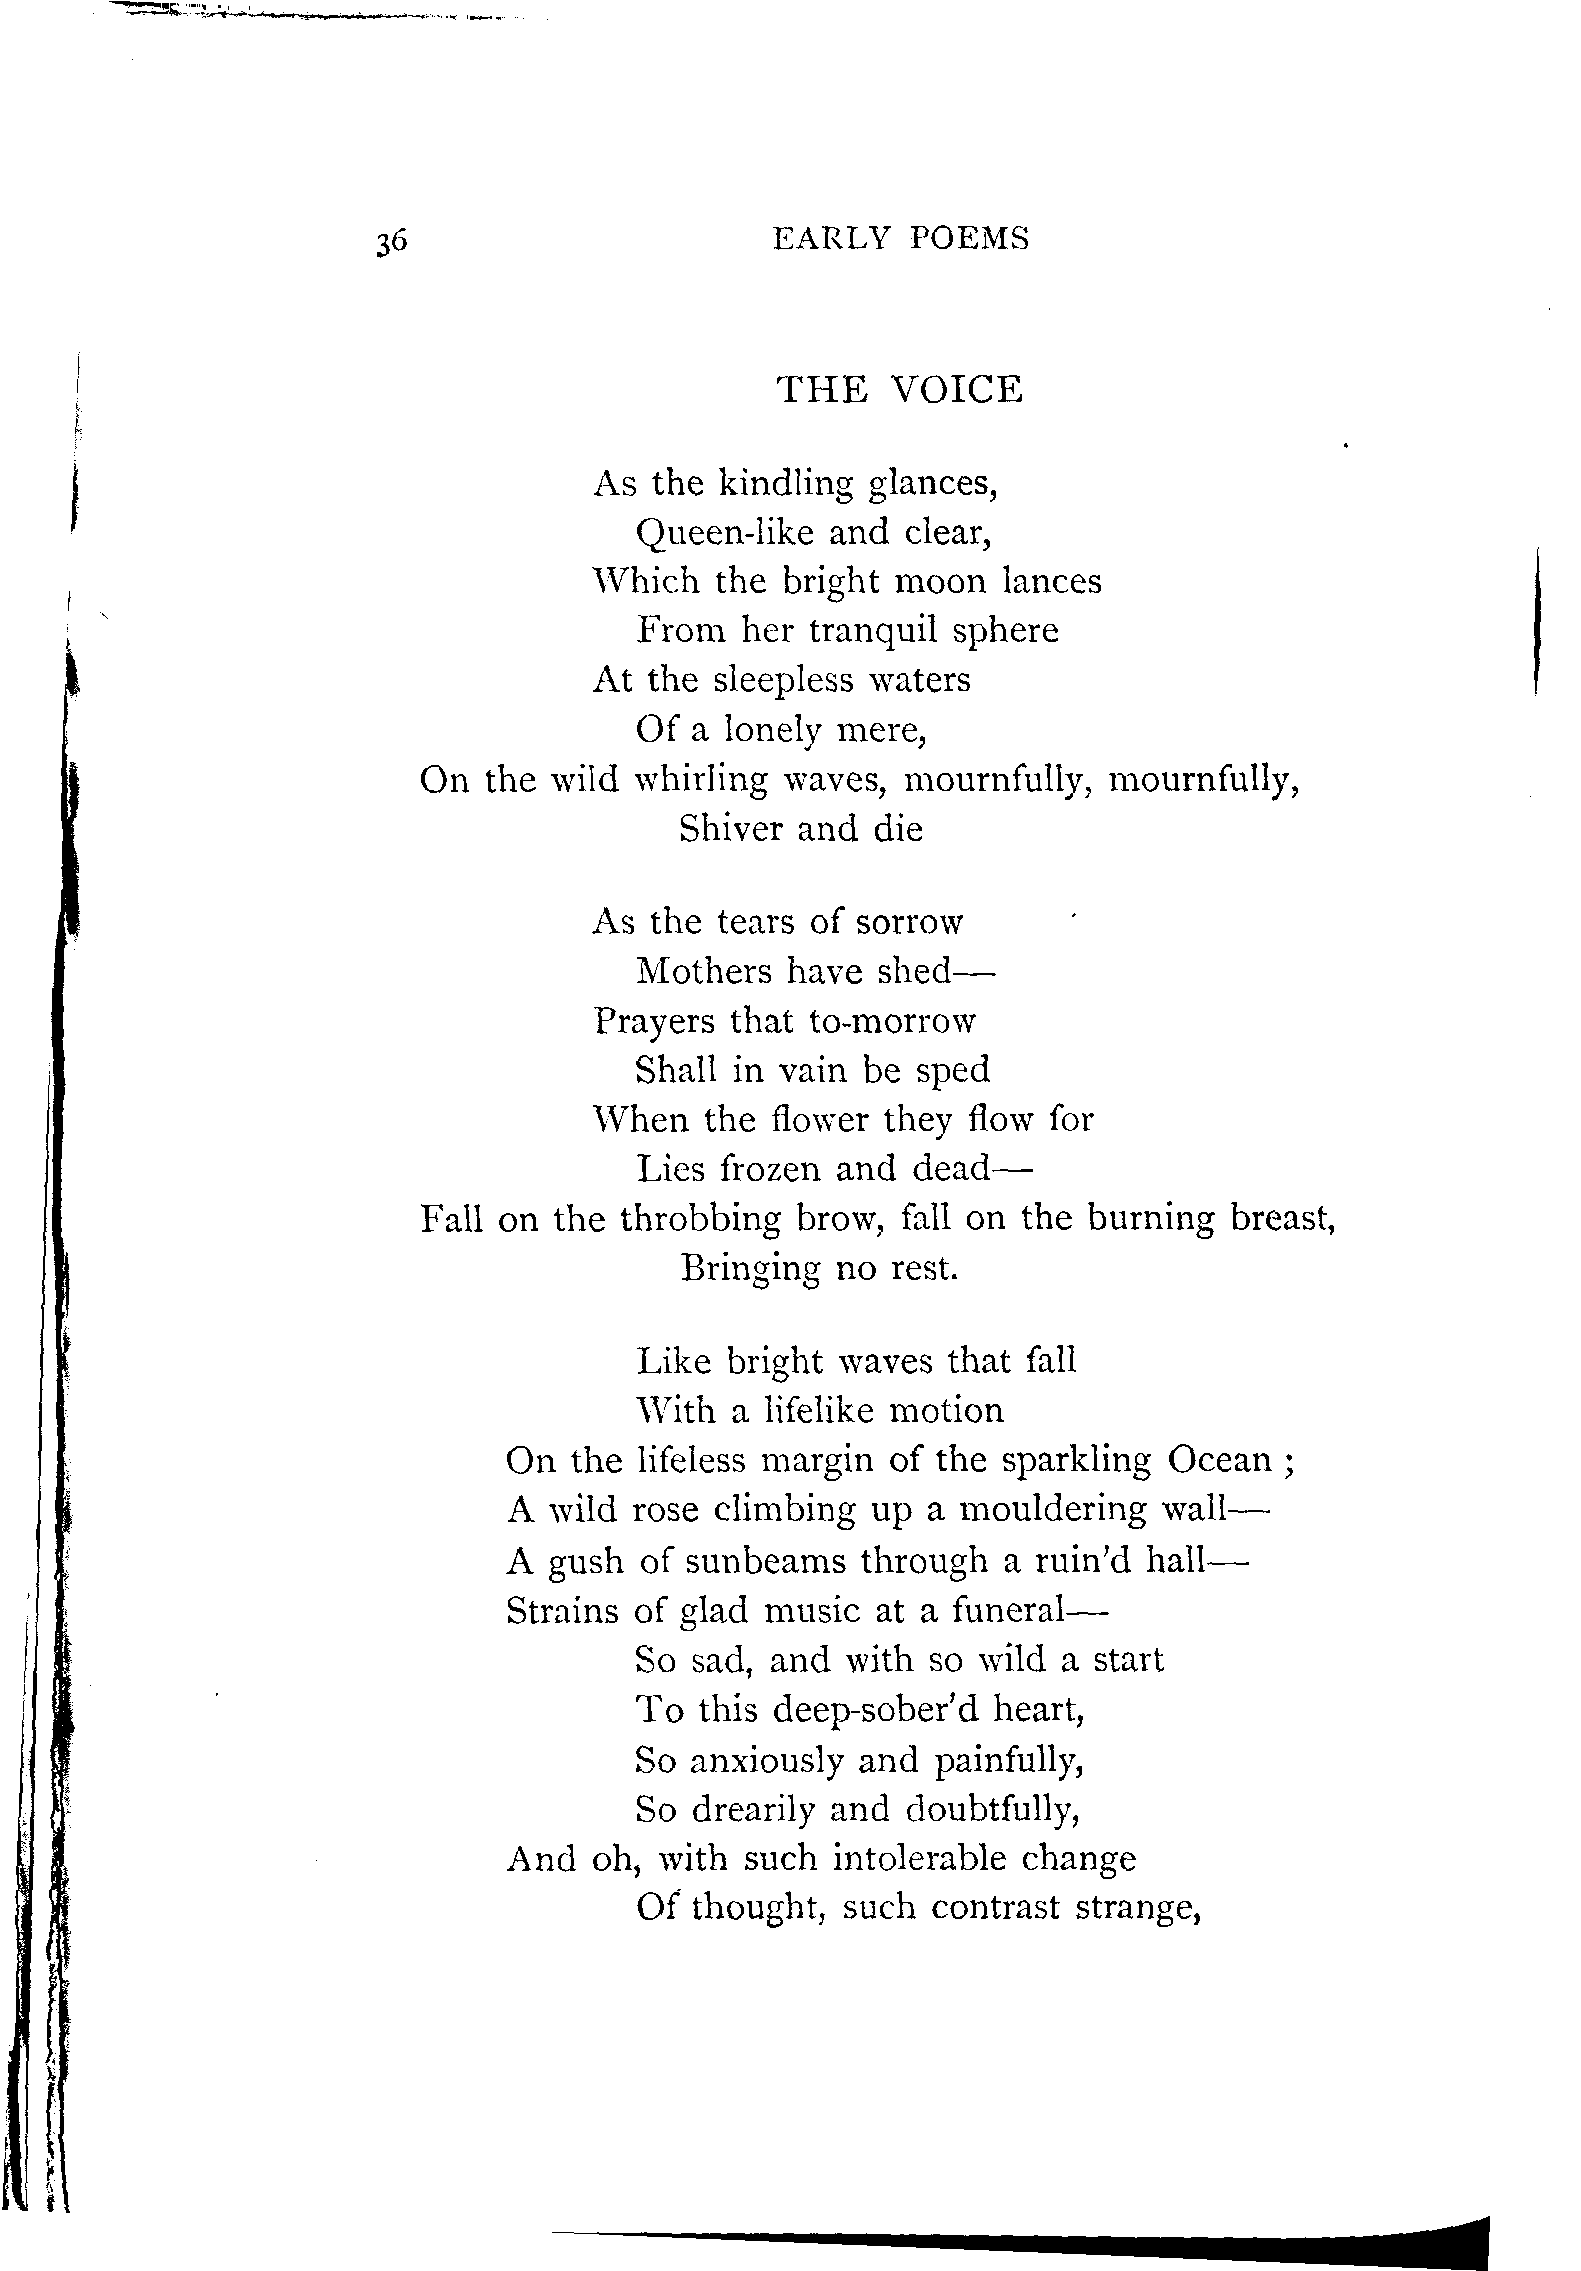 36 EARLY POEMS
THE VOICE
As the kindling glances,
Queen-like and clear,
Which the bright moon lances
From her tranquil sphere
At the sleepless waters
Of a lonely mere,
On the wild whirling waves, mournfully, mournfully,
Shiver and die
As the tears of sorrow
Mothers have shed—
Prayers that to-morrow
Shall in vain be sped
When the flower they flow for
Lies frozen and dead—
Fall on the throbbing brow, fall on the burning breast,
Bringing no rest.
Like bright waves that fall
With a lifelike motion
On the lifeless margin of the sparkling Ocean ;
A wild rose climbing up a mouldering wall—
A gush of sunbeams through a ruin'd hall—
Strains of glad music at a funeral—
So sad, and with so wild a start
To this deep-sober'd heart,
So anxiously and painfully,
So drearily and doubtfully,
And oh, with such intolerable change
Of thought, such contrast strange,